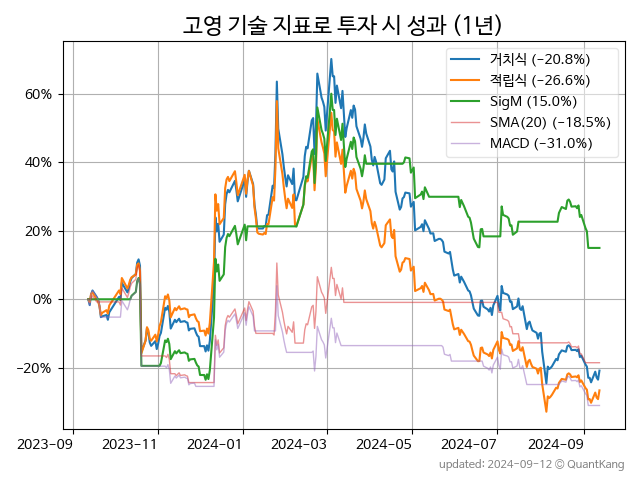 고영 기술 지표로 투자 시 성과 (1년)
거치식 (−20.8%)
적립식 (−26.6%)
SigM (15.0%)
SMA(20) (−18.5%)
MACD (−31.0%)
60%
40%
20%
0%
−20%
2023−09 2023−11 2024−01 2024−03 2024−05 2024−07 2024−09
updated: 2024−09−12 © QuantKang